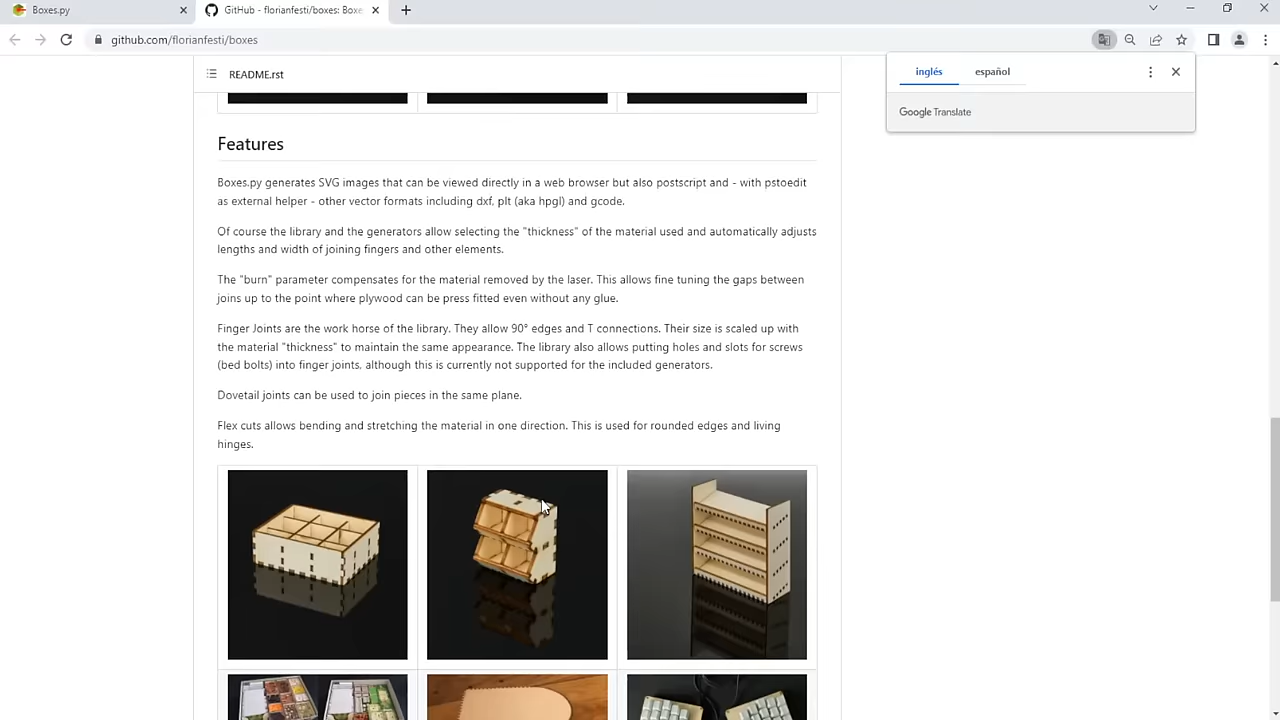 Boxes.py
GitHub - florianfesti/boxes: Boxe
github.com/florianfesti/boxes
inglés español
Google Translate
README.rst
Features
Boxes.py generates SVG images that can be viewed directly in a web browser but also postscript and - with pstoedit
as external helper - other vector formats including dxf, plt (aka hpgl) and gcode.
Of course the library and the generators allow selecting the "thickness" of the material used and automatically adjusts
lengths and width of joining fingers and other elements.
The "burn" parameter compensates for the material removed by the laser. This allows fine tuning the gaps between
joins up to the point where plywood can be press fitted even without any glue.
Finger Joints are the work horse of the library. They allow 90° edges and T connections. Their size is scaled up with
the material "thickness" to maintain the same appearance. The library also allows putting holes and slots for screws
(bed bolts) into finger joints, although this is currently not supported for the included generators.
Dovetail joints can be used to join pieces in the same plane.
Flex cuts allows bending and stretching the material in one direction. This is used for rounded edges and living
hinges.